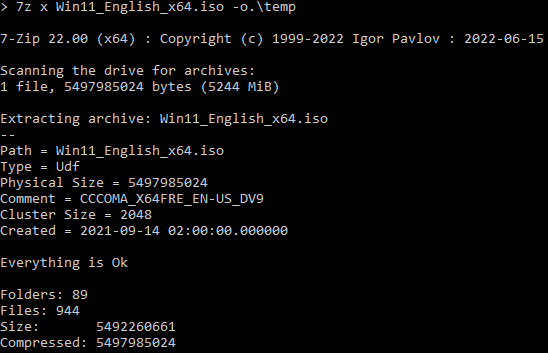 > 7z x Win11_English_x64.iso -o.\temp
7-Zip 22.00 (x64) : Copyright (c) 1999-2022 Igor Pavlov : 2022-06-15
Scanning the drive for archives:
1 file, 5497985024 bytes (5244 MiB)
Extracting archive: Win11_English_x64.iso
--
Path = Win11_English_x64.iso
Type = Udf
Physical Size = 5497985024
Comment = CCCOMA_X64FRE_EN-US_DV9
Cluster Size = 2048
Created = 2021-09-14 02:00:00.000000
Everything is Ok
Folders: 89
Files: 944
Size:       5492260661
Compressed: 5497985024